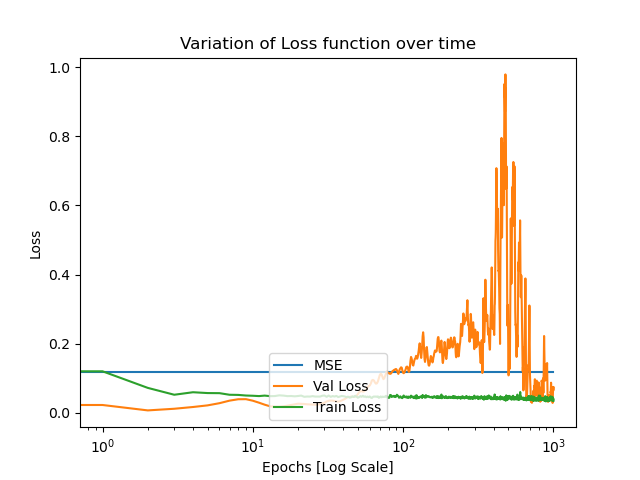 Variation of Loss function over time
1.0
0.8
0.6
0.4
0.2
0.0
Loss
MSE
Val Loss
Train Loss
10⁰
10¹
10²
10³
Epochs [Log Scale]